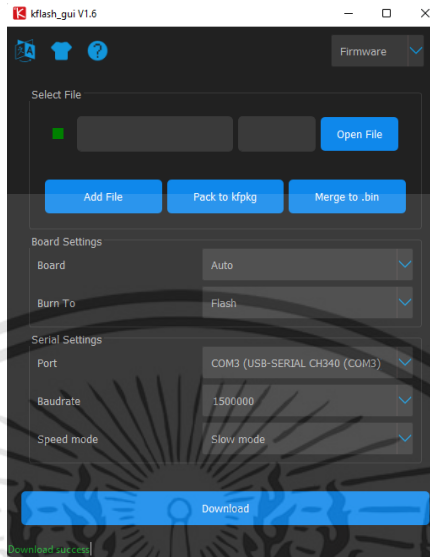 kflash_gui V1.6
Firmware
Select File
Open File
Add File Pack to kfpkg Merge to .bin
Board Settings
Board Auto
Burn To Flash
Serial Settings
Port COM3 (USB-SERIAL CH340 (COM3)
Baudrate 1500000
Speed mode Slow mode
Download
Download success